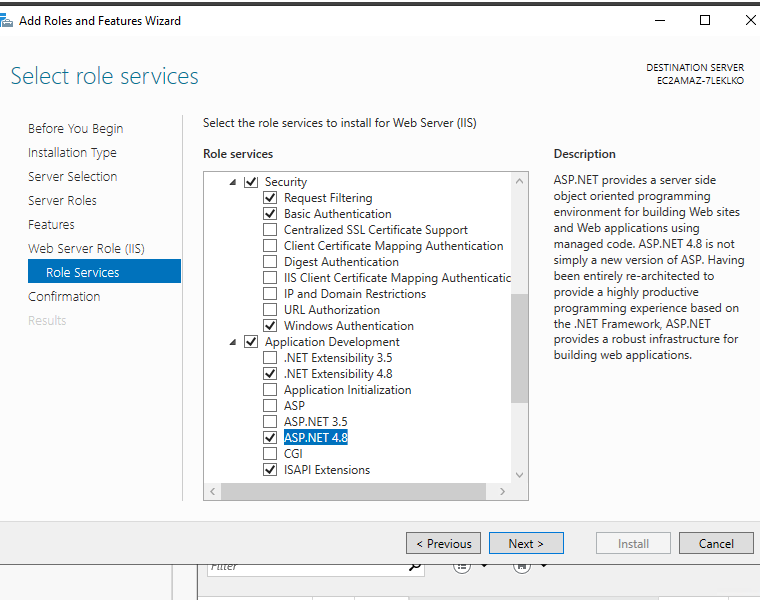 Add Roles and Features Wizard
Select role services
DESTINATION SERVER
EC2AMAZ-7LEKLKO
Before You Begin
Installation Type
Server Selection
Server Roles
Features
Web Server Role (IIS)
Role Services
Confirmation
Results
Select the role services to install for Web Server (IIS)
Role services
Security
Request Filtering
Basic Authentication
Centralized SSL Certificate Support
Client Certificate Mapping Authentication
Digest Authentication
IIS Client Certificate Mapping Authenticatic
IP and Domain Restrictions
URL Authorization
Windows Authentication
Application Development
.NET Extensibility 3.5
.NET Extensibility 4.8
Application Initialization
ASP
ASP.NET 3.5
ASP.NET 4.8
CGI
ISAPI Extensions
Description
ASP.NET provides a server side
object oriented programming
environment for building Web sites
and Web applications using
managed code. ASP.NET 4.8 is not
simply a new version of ASP. Having
been entirely re-architected to
provide a highly productive
programming experience based on
the .NET Framework, ASP.NET
provides a robust infrastructure for
building web applications.
< Previous
Next >
Install
Cancel
Filter